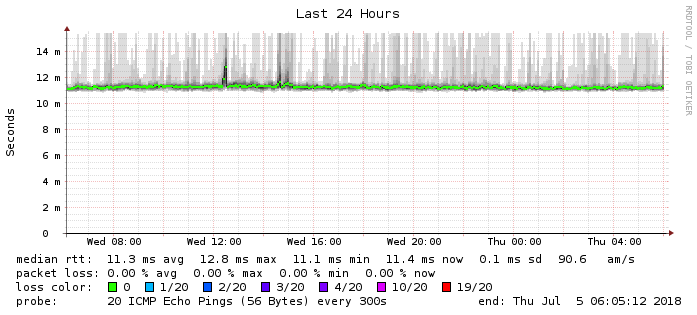 Last 24 Hours
RRDTOOL / TOBI OETIKER
Seconds
14 m
12 m
10 m
8 m
6 m
4 m
2 m
0
Wed 08:00 Wed 12:00 Wed 16:00 Wed 20:00 Thu 00:00 Thu 04:00
median rtt: 11.3 ms avg 12.8 ms max 11.1 ms min 11.4 ms now 0.1 ms sd 90.6 am/s
packet loss: 0.00 % avg 0.00 % max 0.00 % min 0.00 % now
loss color: 0 1/20 2/20 3/20 4/20 10/20 19/20
probe: 20 ICMP Echo Pings (56 Bytes) every 300s end: Thu Jul 5 06:05:12 2018